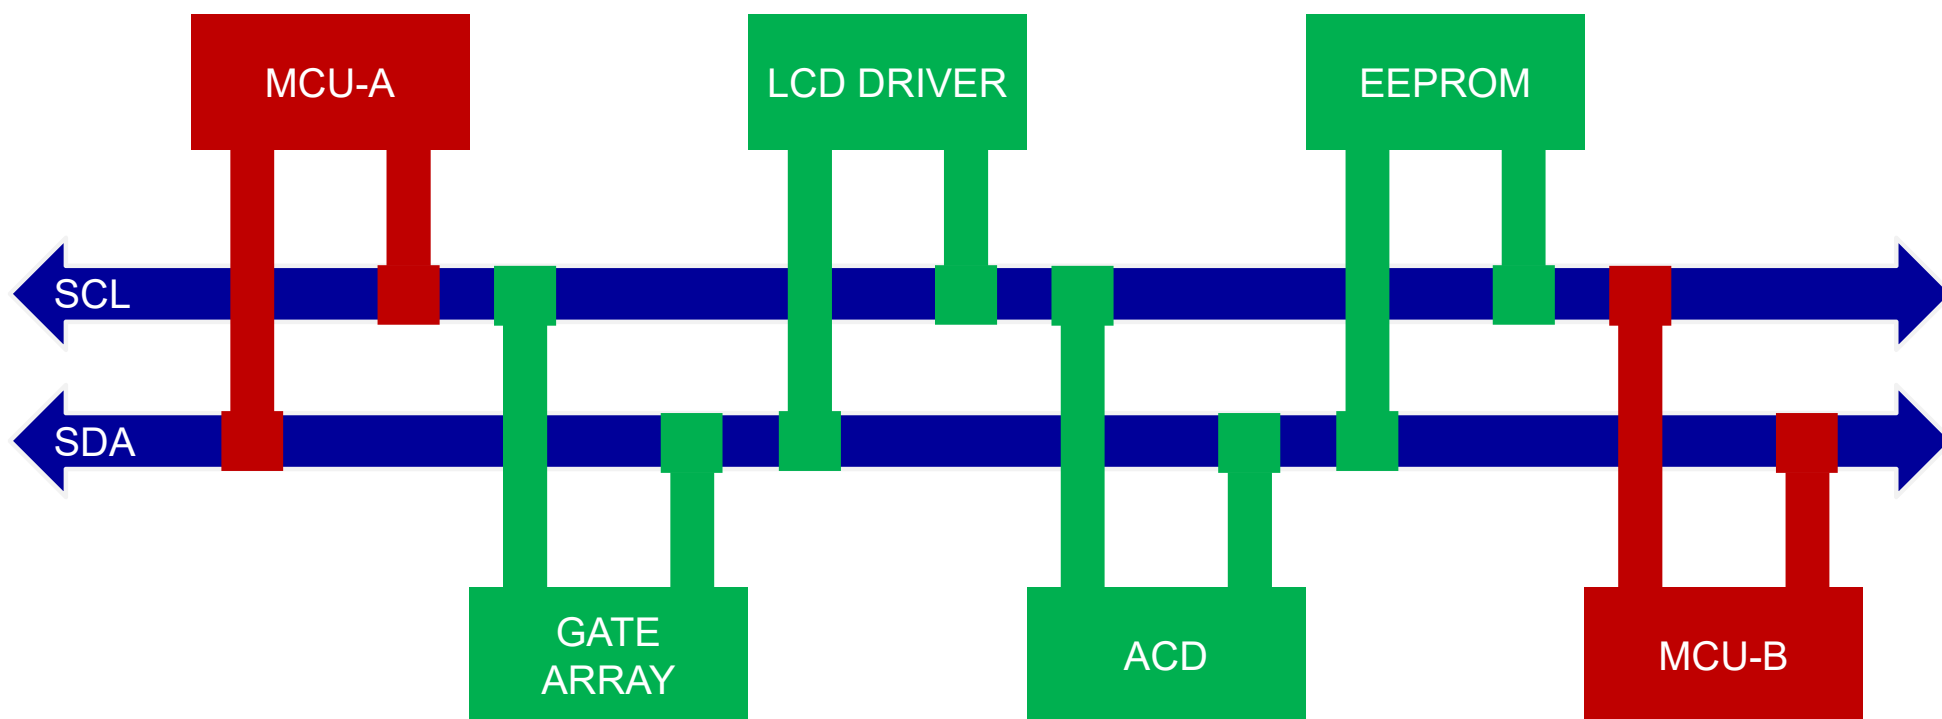 MCU-A
LCD DRIVER
EEPROM
SCL
SDA
GATE
ARRAY
ACD
MCU-B